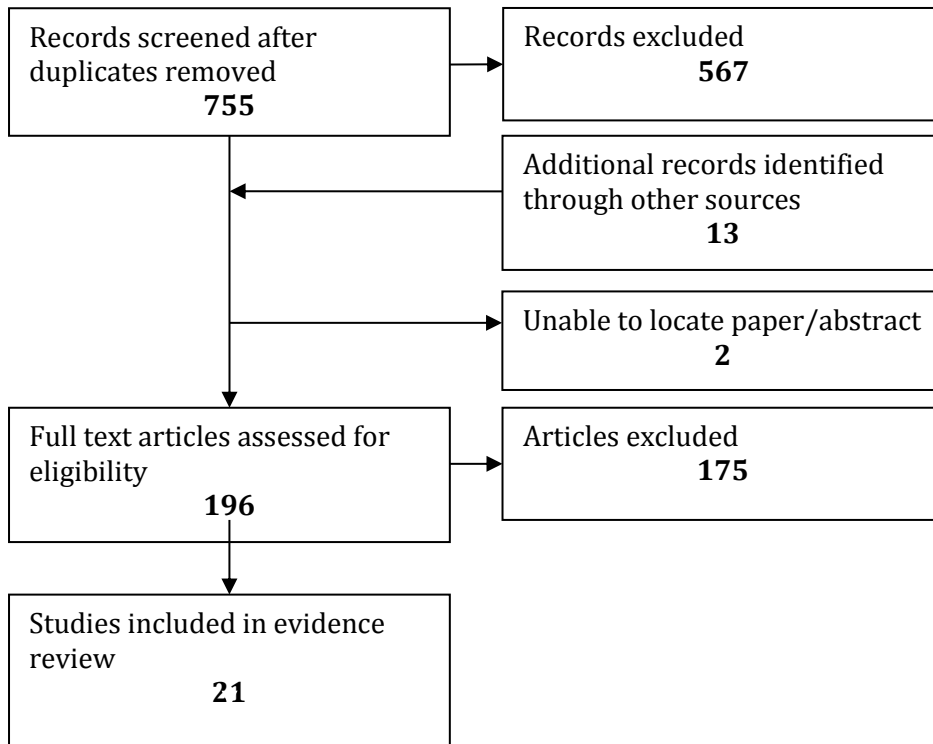 Records screened after
duplicates removed
755
Records excluded
567
Additional records identified
through other sources
13
Unable to locate paper/abstract
2
Full text articles assessed for
eligibility
196
Articles excluded
175
Studies included in evidence
review
21